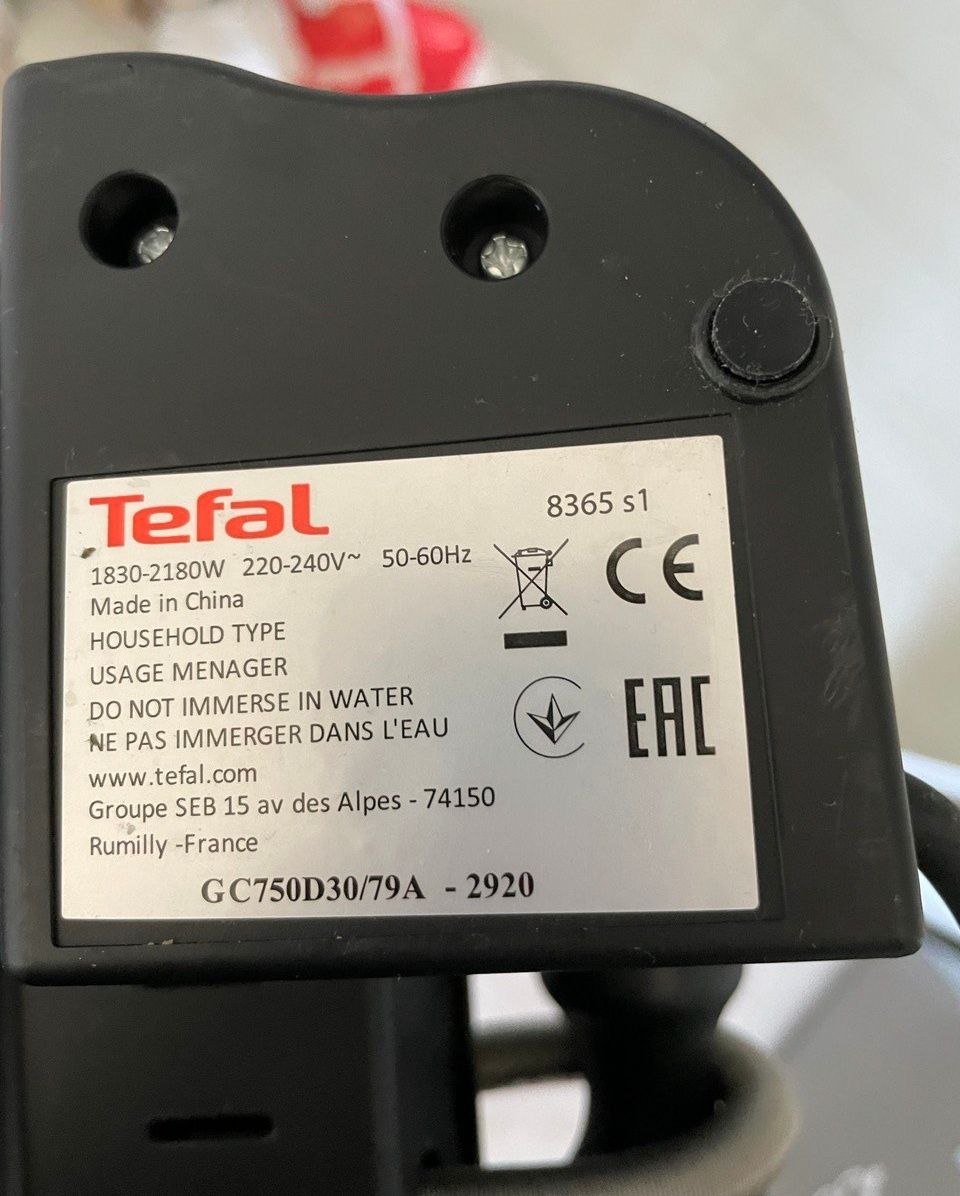 Tefal
8365 s1
1830-2180W 220-240V~ 50-60Hz
Made in China
HOUSEHOLD TYPE
USAGE MENAGER
DO NOT IMMERSE IN WATER
NE PAS IMMERGER DANS L'EAU
www.tefal.com
Groupe SEB 15 av des Alpes - 74150
Rumilly -France
GC750D30/79A - 2920
CE
EAC